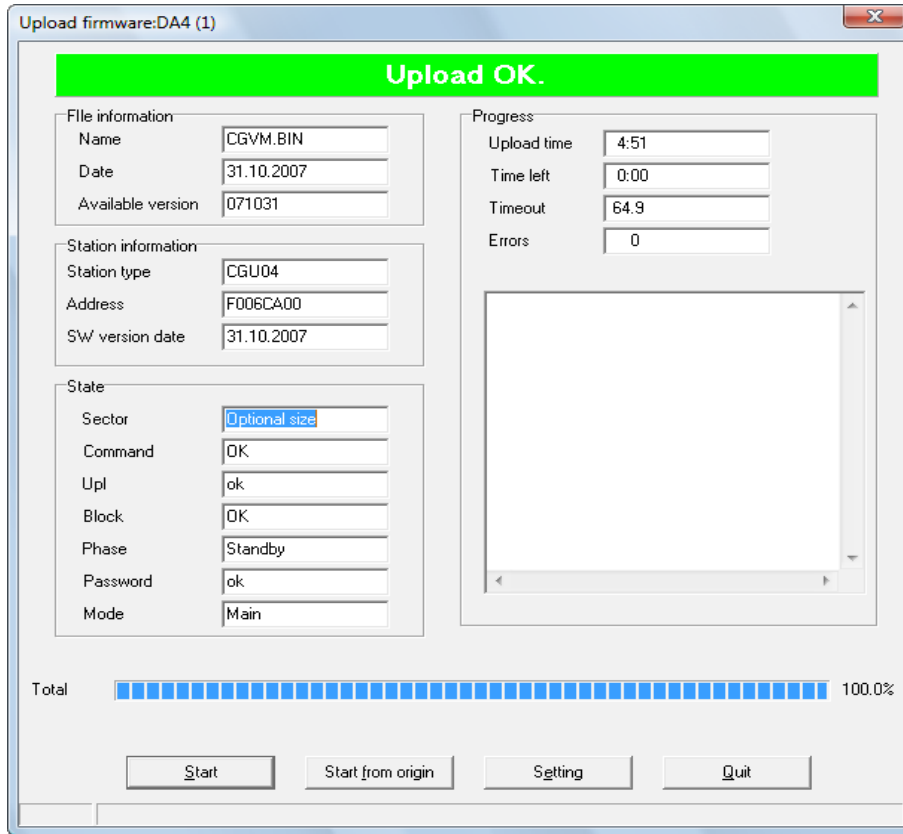 Upload firmware:DA4 (1)
Upload OK.
FIle information
Name CGVM.BIN
Date 31.10.2007
Available version 071031
Station information
Station type CGU04
Address F006CA00
SW version date 31.10.2007
State
Sector Optional size
Command OK
Upl ok
Block OK
Phase Standby
Password ok
Mode Main
Progress
Upload time 4:51
Time left 0:00
Timeout 64.9
Errors 0
Total 100.0%
Start Start from origin Setting Quit